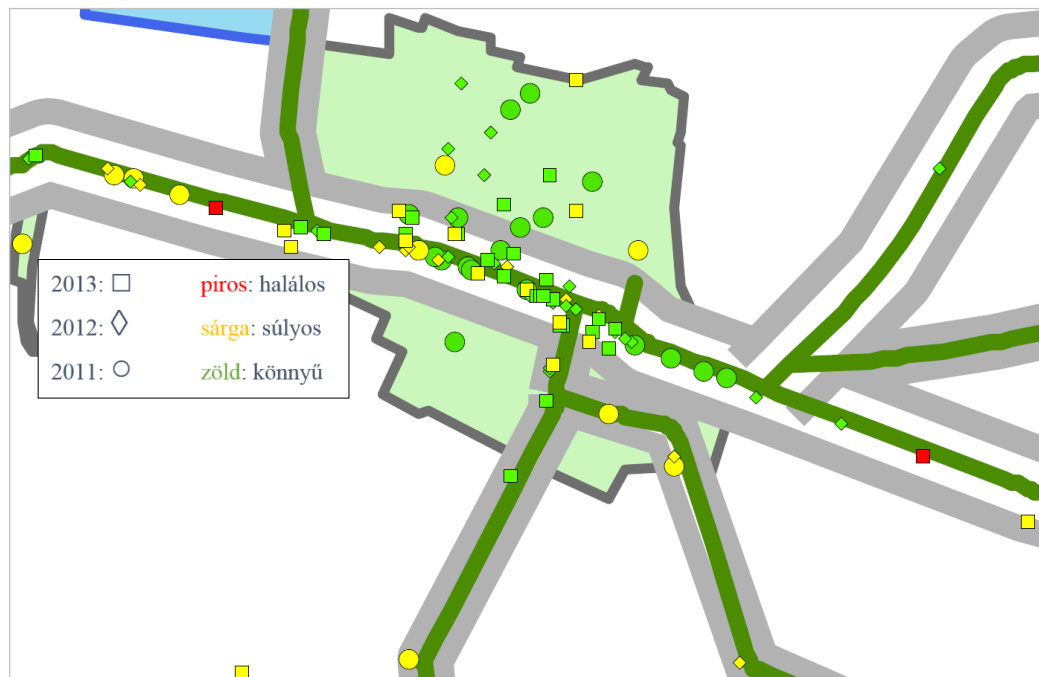 2013: □ piros: halálos
2012: ◊ sárga: súlyos
2011: ○ zöld: könnyű